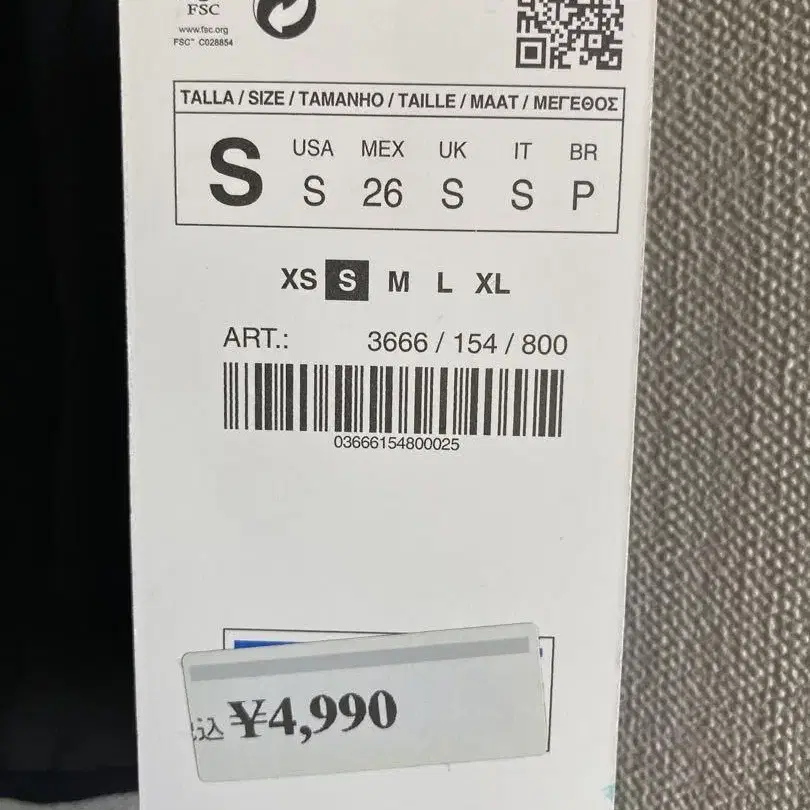 FSC
www.fsc.org
FSC™ C028854
TALLA / SIZE / TAMANHO / TAILLE / MAAT / ΜΕΓΕΘΟΣ
S
USA MEX UK IT BR
S 26 S S P
XS S M L XL
ART.: 3666 / 154 / 800
03666154800025
込 ¥4,990